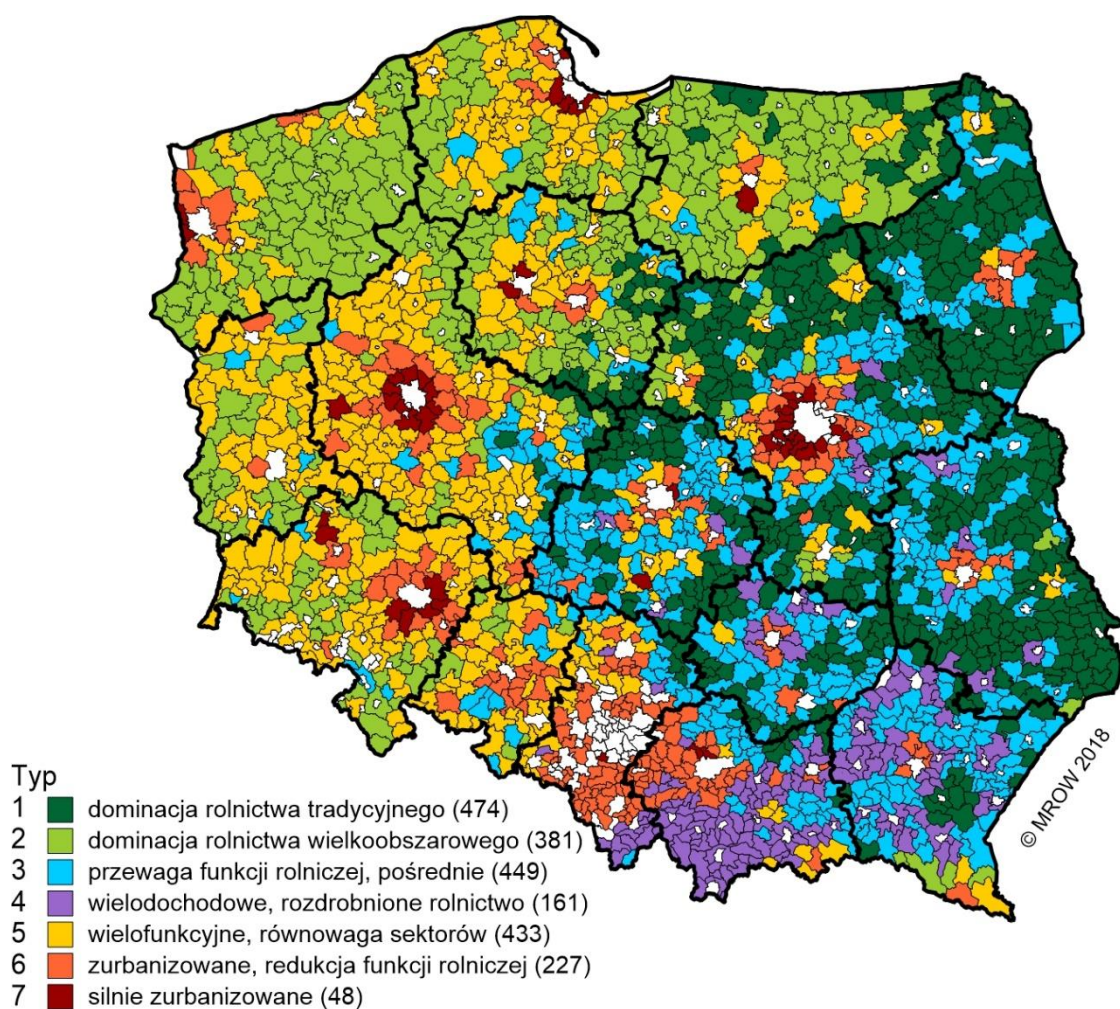 Typ
1 dominacja rolnictwa tradycyjnego (474)
2 dominacja rolnictwa wielkoobszarowego (381)
3 przewaga funkcji rolniczej, pośrednie (449)
4 wielodochodowe, rozdrobnione rolnictwo (161)
5 wielofunkcyjne, równowaga sektorów (433)
6 zurbanizowane, redukcja funkcji rolniczej (227)
7 silnie zurbanizowane (48)
© MROW 2018